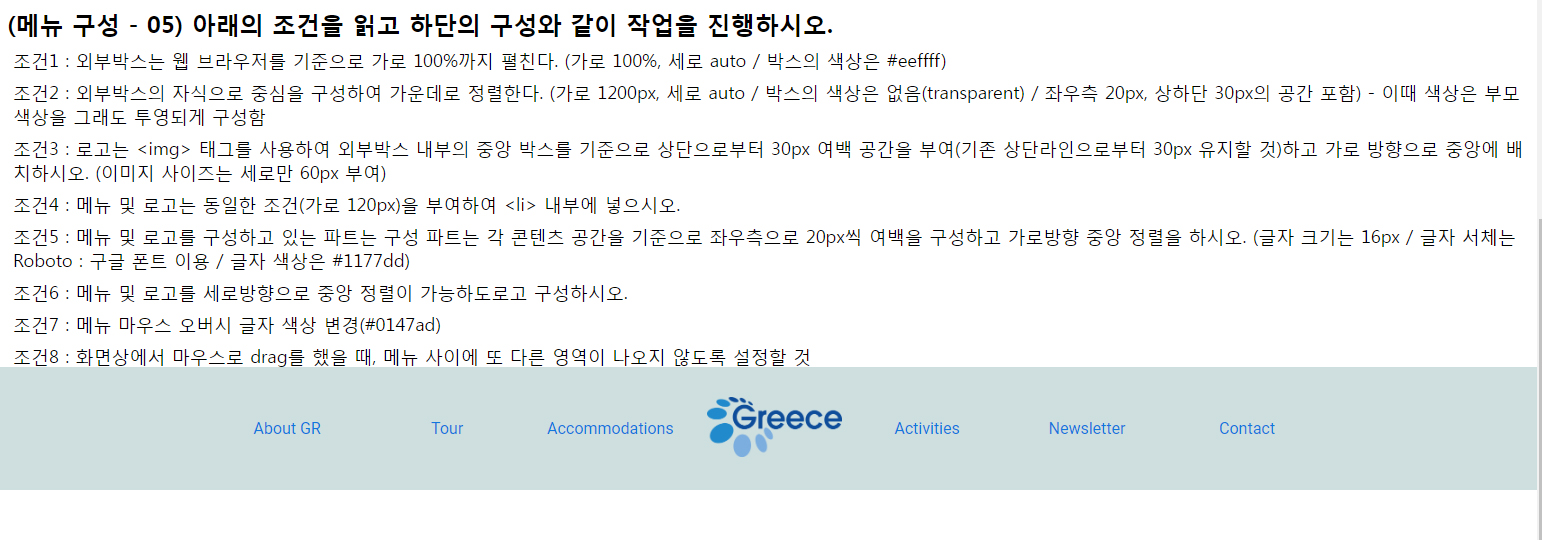 (메뉴 구성 - 05) 아래의 조건을 읽고 하단의 구성와 같이 작업을 진행하시오.
조건1 : 외부박스는 웹 브라우저를 기준으로 가로 100%까지 펼친다. (가로 100%, 세로 auto / 박스의 색상은 #eeffff)
조건2 : 외부박스의 자식으로 중심을 구성하여 가운데로 정렬한다. (가로 1200px, 세로 auto / 박스의 색상은 없음(transparent) / 좌우측 20px, 상하단 30px의 공간 포함) - 이때 색상은 부모
색상을 그래도 투영되게 구성함
조건3 : 로고는 <img> 태그를 사용하여 외부박스 내부의 중앙 박스를 기준으로 상단으로부터 30px 여백 공간을 부여(기존 상단라인으로부터 30px 유지할 것)하고 가로 방향으로 중앙에 배
치하시오. (이미지 사이즈는 세로만 60px 부여)
조건4 : 메뉴 및 로고는 동일한 조건(가로 120px)을 부여하여 <li> 내부에 넣으시오.
조건5 : 메뉴 및 로고를 구성하고 있는 파트는 구성 파트는 각 콘텐츠 공간을 기준으로 좌우측으로 20px씩 여백을 구성하고 가로방향 중앙 정렬을 하시오. (글자 크기는 16px / 글자 서체는
Roboto : 구글 폰트 이용 / 글자 색상은 #1177dd)
조건6 : 메뉴 및 로고를 세로방향으로 중앙 정렬이 가능하도로고 구성하시오.
조건7 : 메뉴 마우스 오버시 글자 색상 변경(#0147ad)
조건8 : 화면상에서 마우스로 drag를 했을 때, 메뉴 사이에 또 다른 영역이 나오지 않도록 설정할 것
About GR Tour Accommodations Greece Activities Newsletter Contact